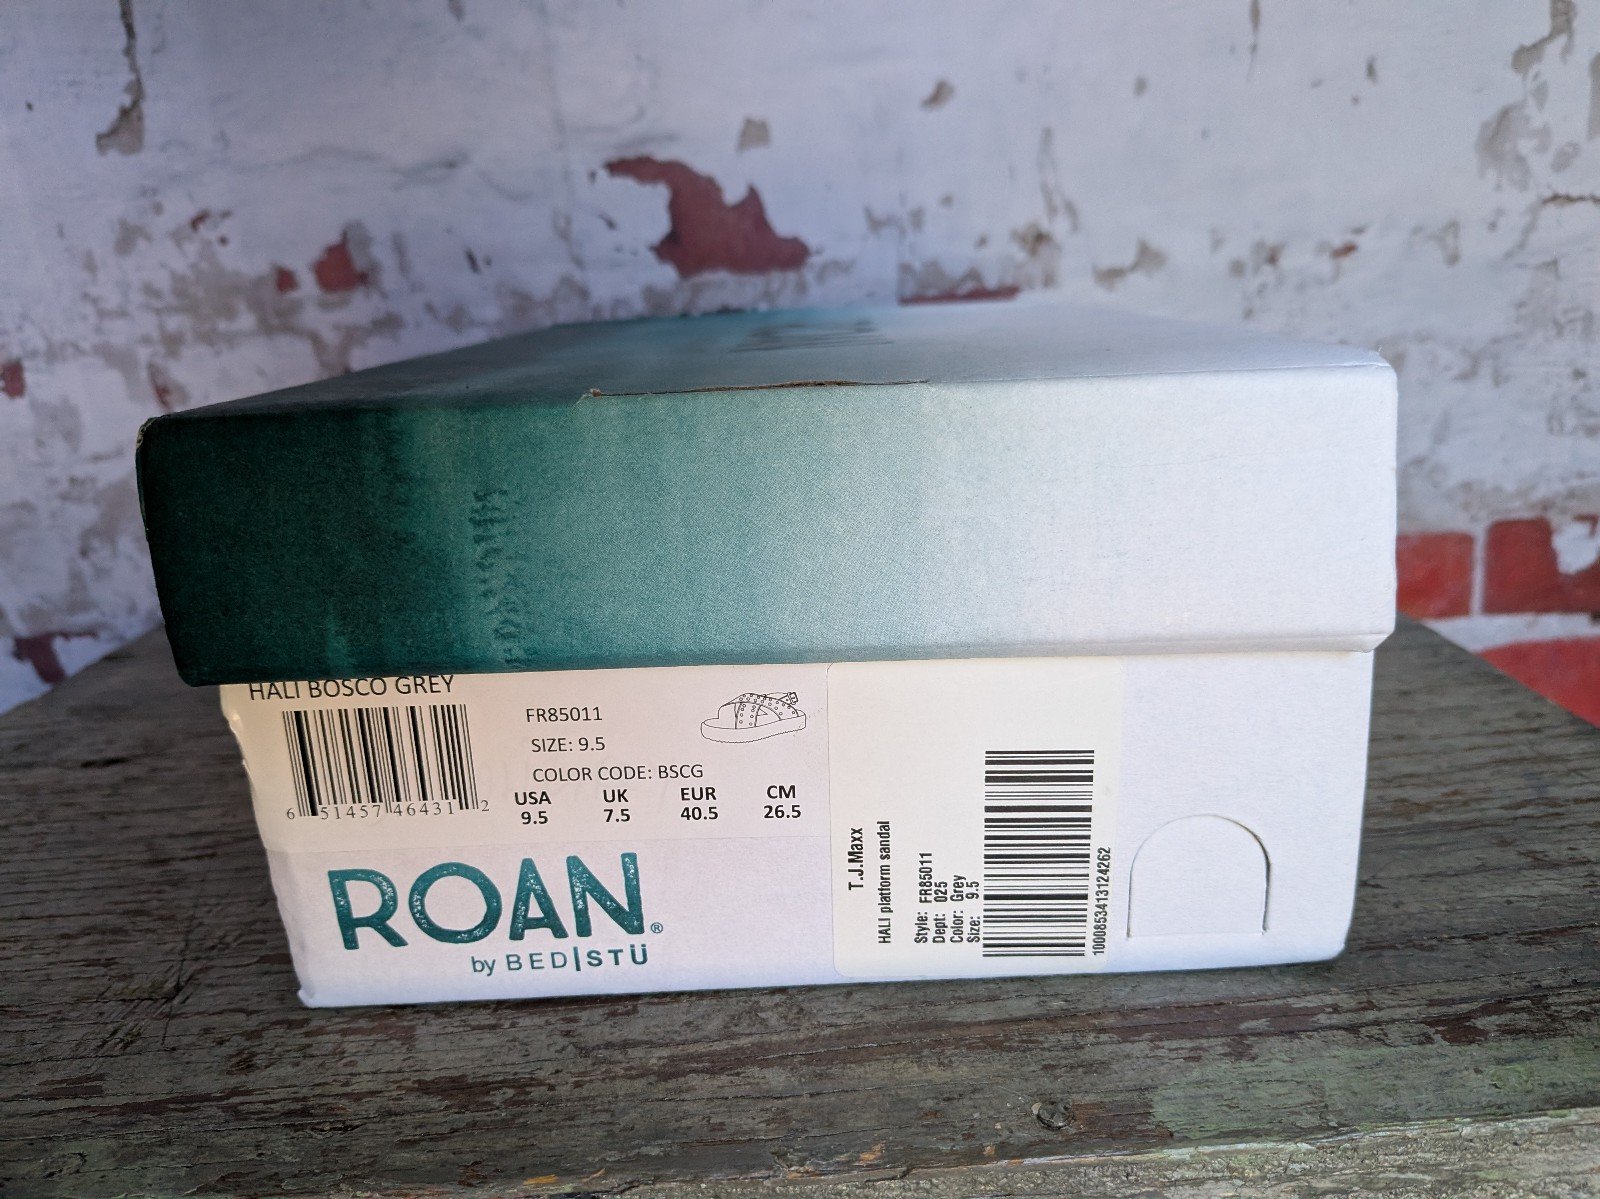 HALI BOSCO GREY
FR85011
SIZE: 9.5
COLOR CODE: BSCG
USA UK EUR CM
9.5 7.5 40.5 26.5
6 51457 46431 2
ROAN®
by BED|STÜ
T.J.Maxx
HALI platform sandal
Style: FR85011
Dept: 025
Color: Grey
Size: 9.5
1000853413124262